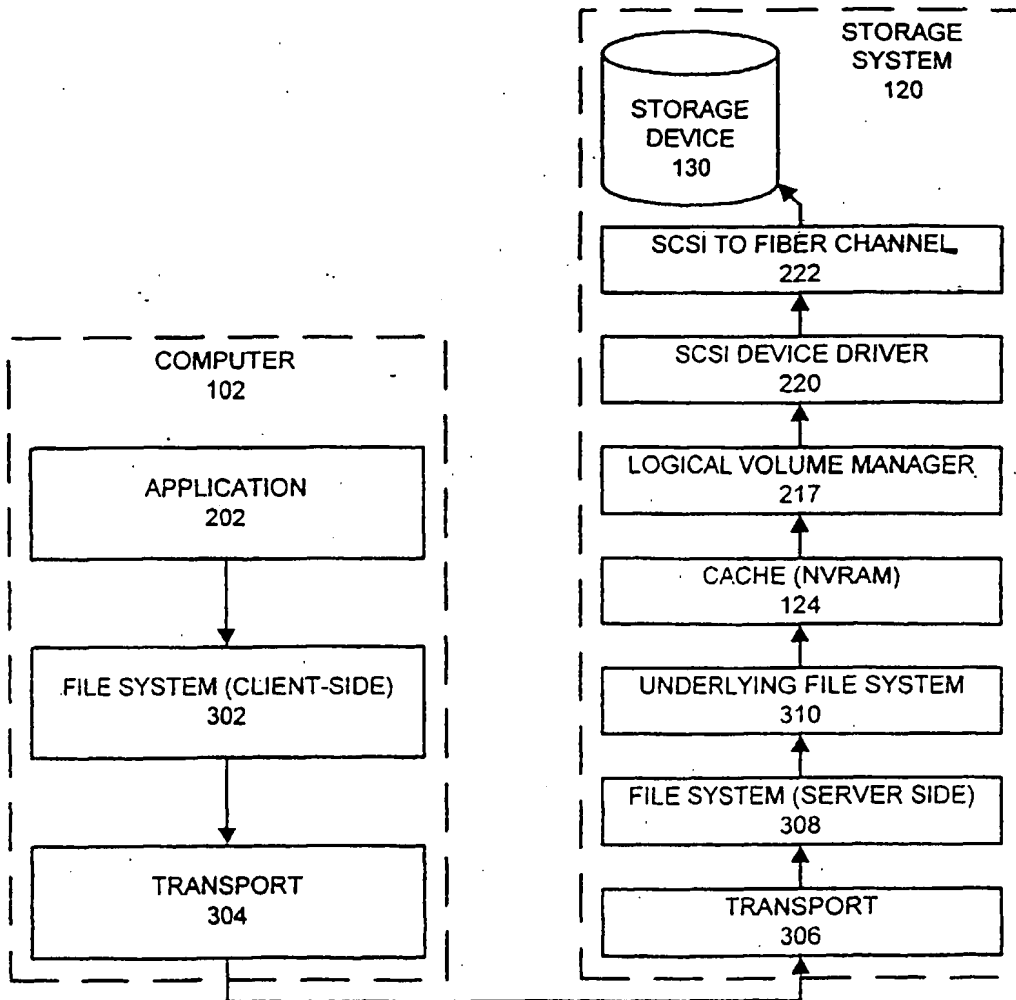 STORAGE
SYSTEM
120
STORAGE
DEVICE
130
SCSI TO FIBER CHANNEL
222
SCSI DEVICE DRIVER
220
LOGICAL VOLUME MANAGER
217
CACHE (NVRAM)
124
UNDERLYING FILE SYSTEM
310
FILE SYSTEM (SERVER SIDE)
308
TRANSPORT
306
COMPUTER
102
APPLICATION
202
FILE SYSTEM (CLIENT-SIDE)
302
TRANSPORT
304